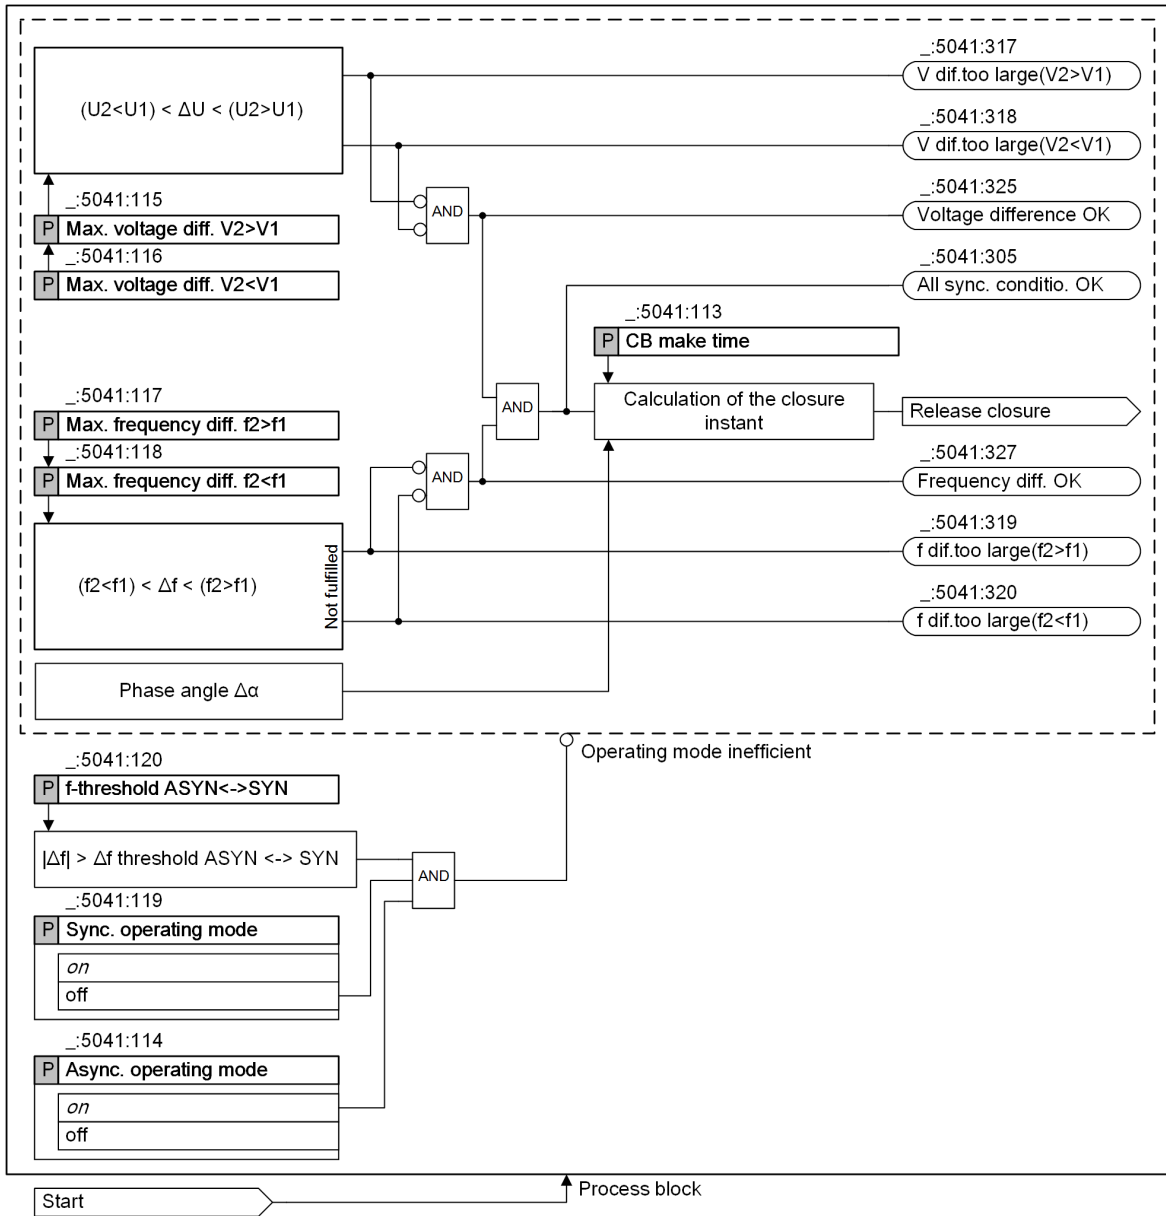 _:5041:317
(U2<U1) < ΔU < (U2>U1)
V dif.too large(V2>V1)
_:5041:318
V dif.too large(V2<V1)
_:5041:115
P Max. voltage diff. V2>V1
AND
_:5041:325
Voltage difference OK
_:5041:116
P Max. voltage diff. V2<V1
_:5041:305
All sync. conditio. OK
_:5041:113
P CB make time
_:5041:117
P Max. frequency diff. f2>f1
AND
Calculation of the closure
instant
Release closure
_:5041:118
P Max. frequency diff. f2<f1
AND
_:5041:327
Frequency diff. OK
(f2<f1) < Δf < (f2>f1)
Not fulfilled
_:5041:319
f dif.too large(f2>f1)
_:5041:320
f dif.too large(f2<f1)
Phase angle Δα
Operating mode inefficient
_:5041:120
P f-threshold ASYN<->SYN
|Δf| > Δf threshold ASYN <-> SYN
AND
_:5041:119
P Sync. operating mode
on
off
_:5041:114
P Async. operating mode
on
off
Start
Process block